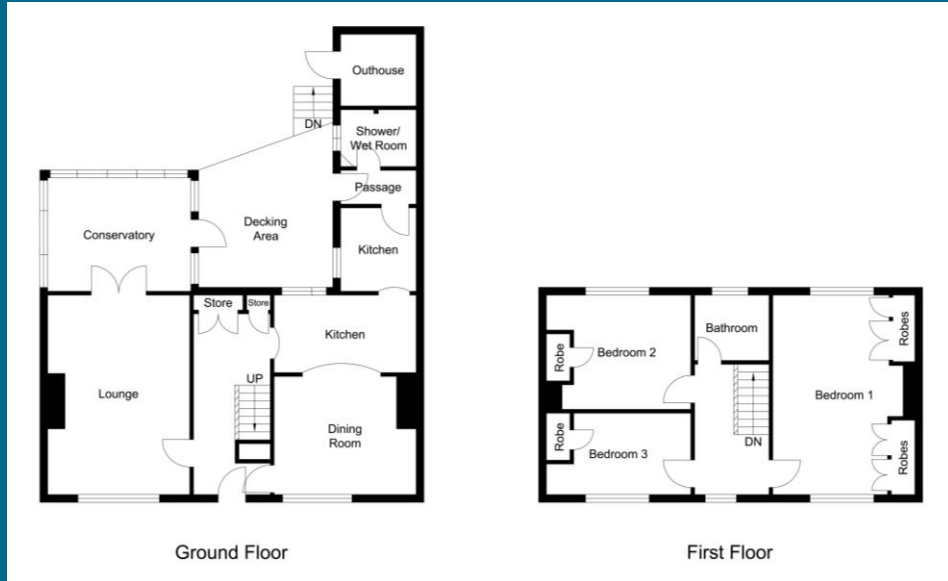 Outhouse
DN
Shower/
Wet Room
Passage
Decking
Area
Conservatory
Kitchen
Store
Store
Kitchen
Lounge
UP
Dining
Room
Ground Floor
Bathroom
Robes
Robe
Bedroom 2
Bedroom 1
Robe
Bedroom 3
DN
Robes
First Floor